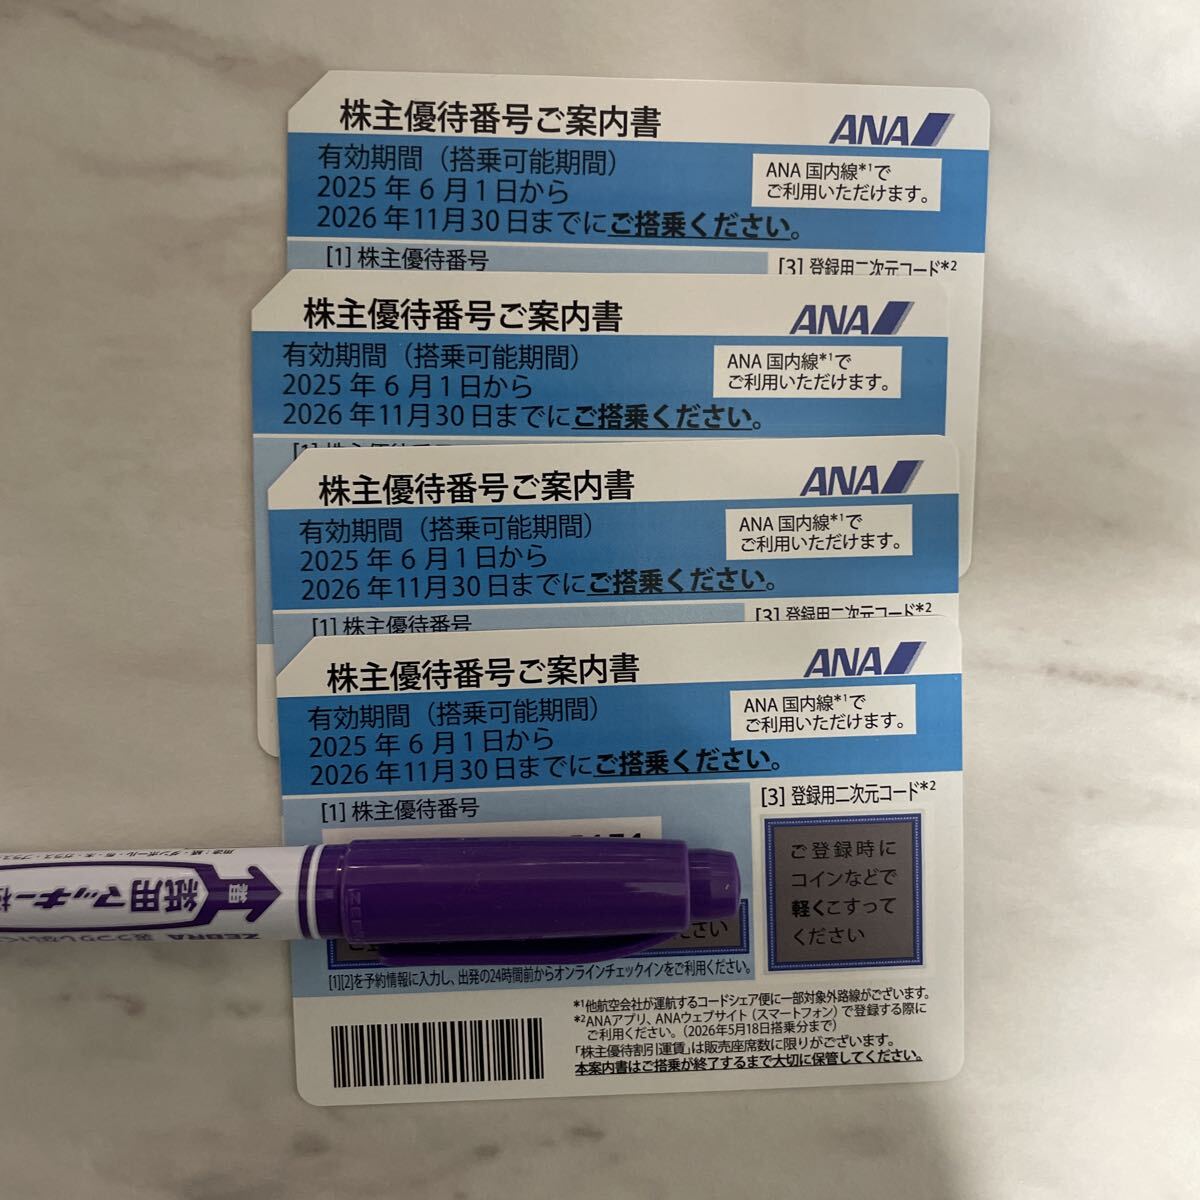 株主優待番号ご案内書
ANA
有効期間（搭乗可能期間）
2025年6月1日から
2026年11月30日までにご搭乗ください。
ANA国内線*1で
ご利用いただけます。
[1] 株主優待番号
[3] 登録用二次元コード*2
株主優待番号ご案内書
ANA
有効期間（搭乗可能期間）
2025年6月1日から
2026年11月30日までにご搭乗ください。
ANA国内線*1で
ご利用いただけます。
株主優待番号ご案内書
ANA
有効期間（搭乗可能期間）
2025年6月1日から
2026年11月30日までにご搭乗ください。
ANA国内線*1で
ご利用いただけます。
[1] 株主優待番号
[3] 登録用二次元コード*2
株主優待番号ご案内書
ANA
有効期間（搭乗可能期間）
2025年6月1日から
2026年11月30日までにご搭乗ください。
ANA国内線*1で
ご利用いただけます。
[1] 株主優待番号
[3] 登録用二次元コード*2
ご登録時に
コインなどで
軽くこすって
ください
紙用マッキー
ZEBRA
[1][2]を予約情報に入力し、出発の24時間前からオンラインチェックインをご利用ください。
*1他航空会社が運航するコードシェア便に一部対象外路線がございます。
*2ANAアプリ、ANAウェブサイト（スマートフォン）で登録する際に
ご利用ください。（2026年5月18日搭乗分まで）
「株主優待割引運賃」は販売座席数に限りがございます。
本案内書はご搭乗が終了するまで大切に保管してください。